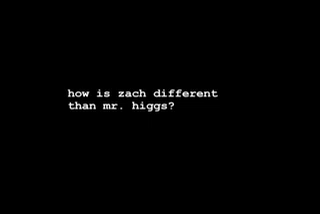 how is zach different
than mr. higgs?